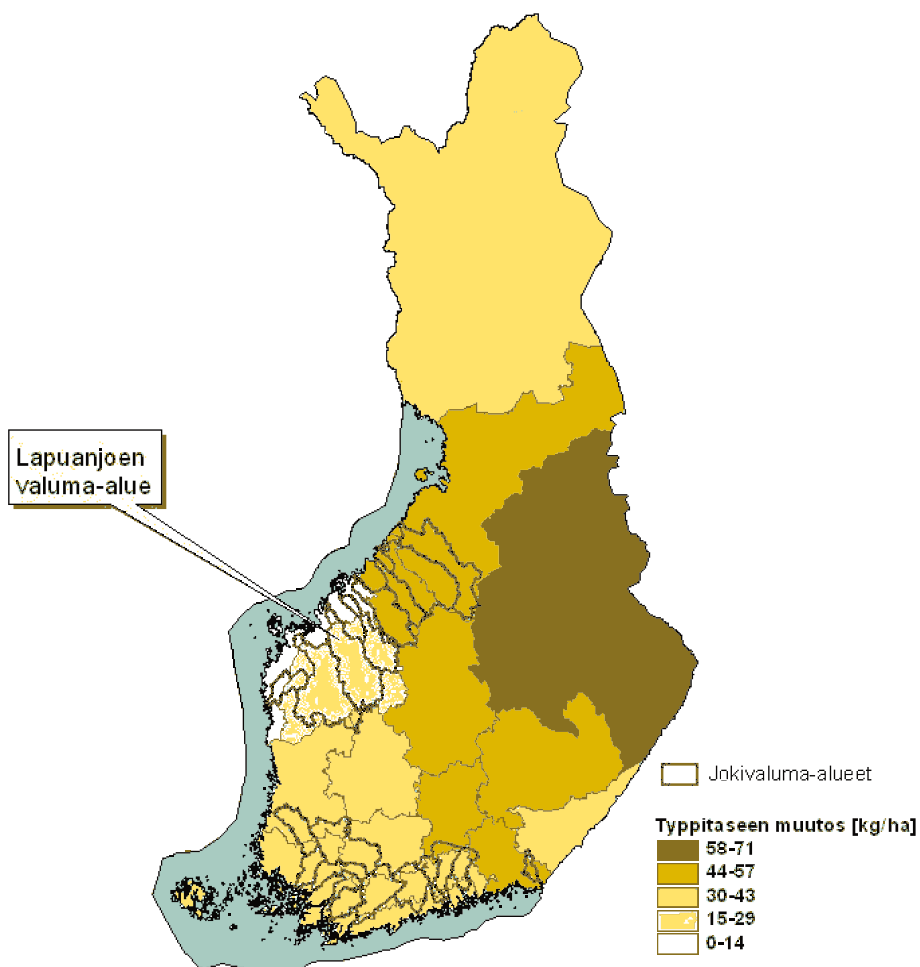 Lapuanjoen
valuma-alue
Jokivaluma-alueet
Typpitaseen muutos [kg/ha]
58-71
44-57
30-43
15-29
0-14